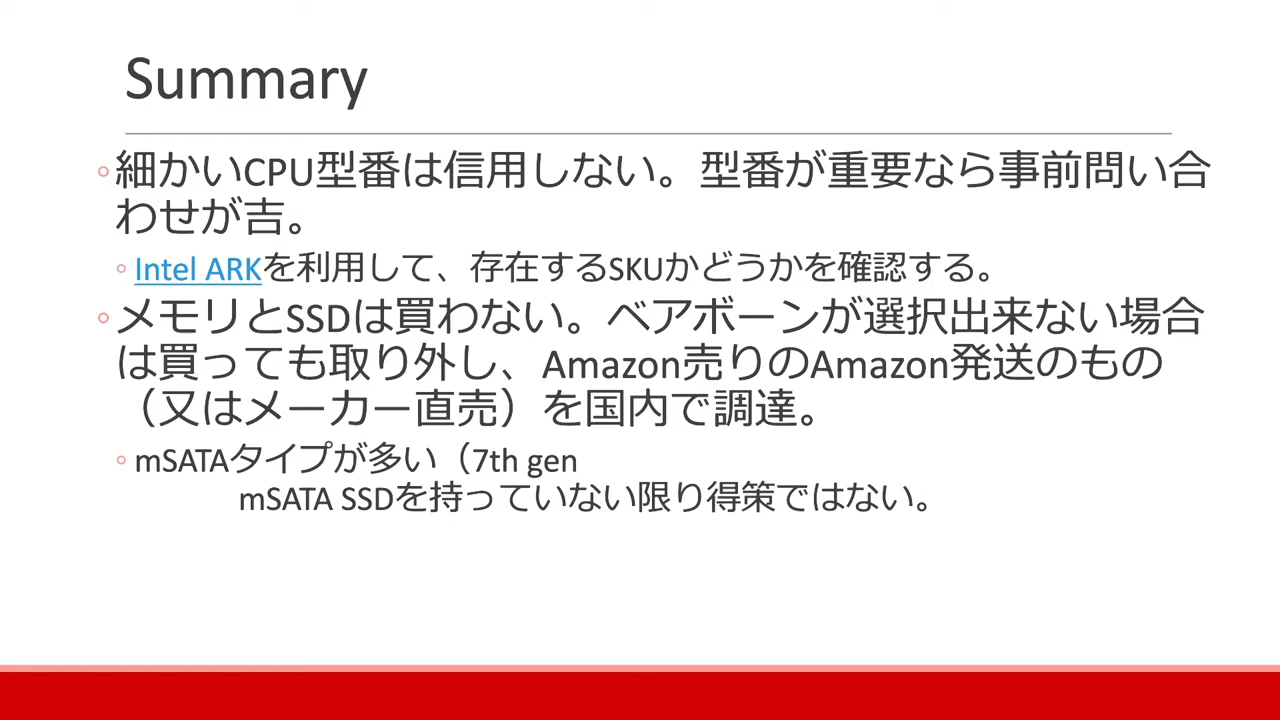 Summary
◦細かいCPU型番は信用しない。型番が重要なら事前問い合
わせが吉。
◦Intel ARKを利用して、存在するSKUかどうかを確認する。
◦メモリとSSDは買わない。ベアボーンが選択出来ない場合
は買っても取り外し、Amazon売りのAmazon発送のもの
（又はメーカー直売）を国内で調達。
◦mSATAタイプが多い（7th gen
mSATA SSDを持っていない限り得策ではない。